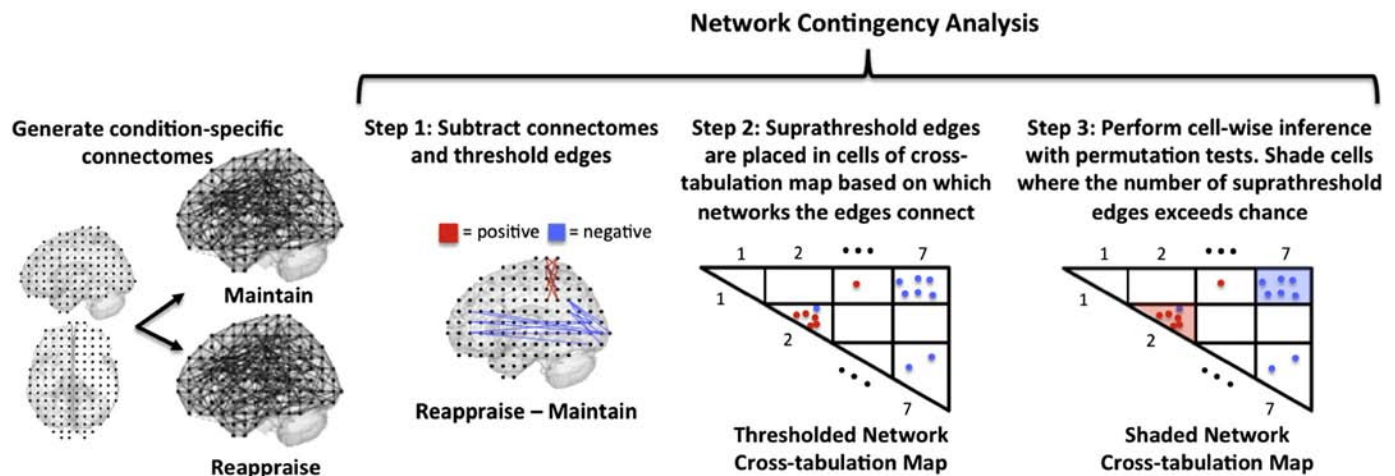 Network Contingency Analysis
Generate condition-specific
connectomes
Maintain
Reappraise
Step 1: Subtract connectomes
and threshold edges
= positive = negative
Reappraise – Maintain
Step 2: Suprathreshold edges
are placed in cells of cross-
tabulation map based on which
networks the edges connect
1 2 ••• 7
1
2
•••
7
Thresholded Network
Cross-tabulation Map
Step 3: Perform cell-wise inference
with permutation tests. Shade cells
where the number of suprathreshold
edges exceeds chance
1 2 ••• 7
1
2
•••
7
Shaded Network
Cross-tabulation Map